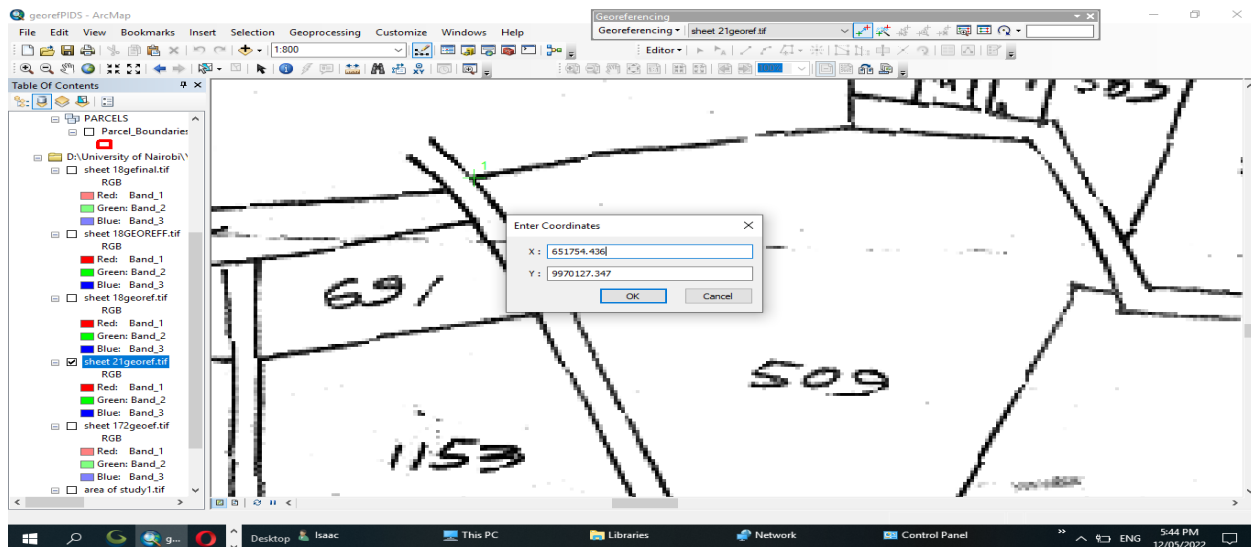 georefPIDS - ArcMap
Georeferencing
File Edit View Bookmarks Insert Selection Geoprocessing Customize Windows Help
Georeferencing sheet 21georef.tif
1:800
Editor
Table Of Contents
PARCELS
Parcel_Boundaries
D:\University of Nairobi\
sheet 18gefinal.tif
RGB
Red: Band_1
Green: Band_2
Blue: Band_3
sheet 18GEOREFF.tif
RGB
Red: Band_1
Green: Band_2
Blue: Band_3
sheet 18georef.tif
RGB
Red: Band_1
Green: Band_2
Blue: Band_3
sheet 21georef.tif
RGB
Red: Band_1
Green: Band_2
Blue: Band_3
sheet 172geoef.tif
RGB
Red: Band_1
Green: Band_2
Blue: Band_3
area of study1.tif
1
691
1153
509
Enter Coordinates
X : 651754.436
Y : 9970127.347
OK Cancel
g... Desktop Isaac This PC Libraries Network Control Panel ENG 5:44 PM
12/05/2022